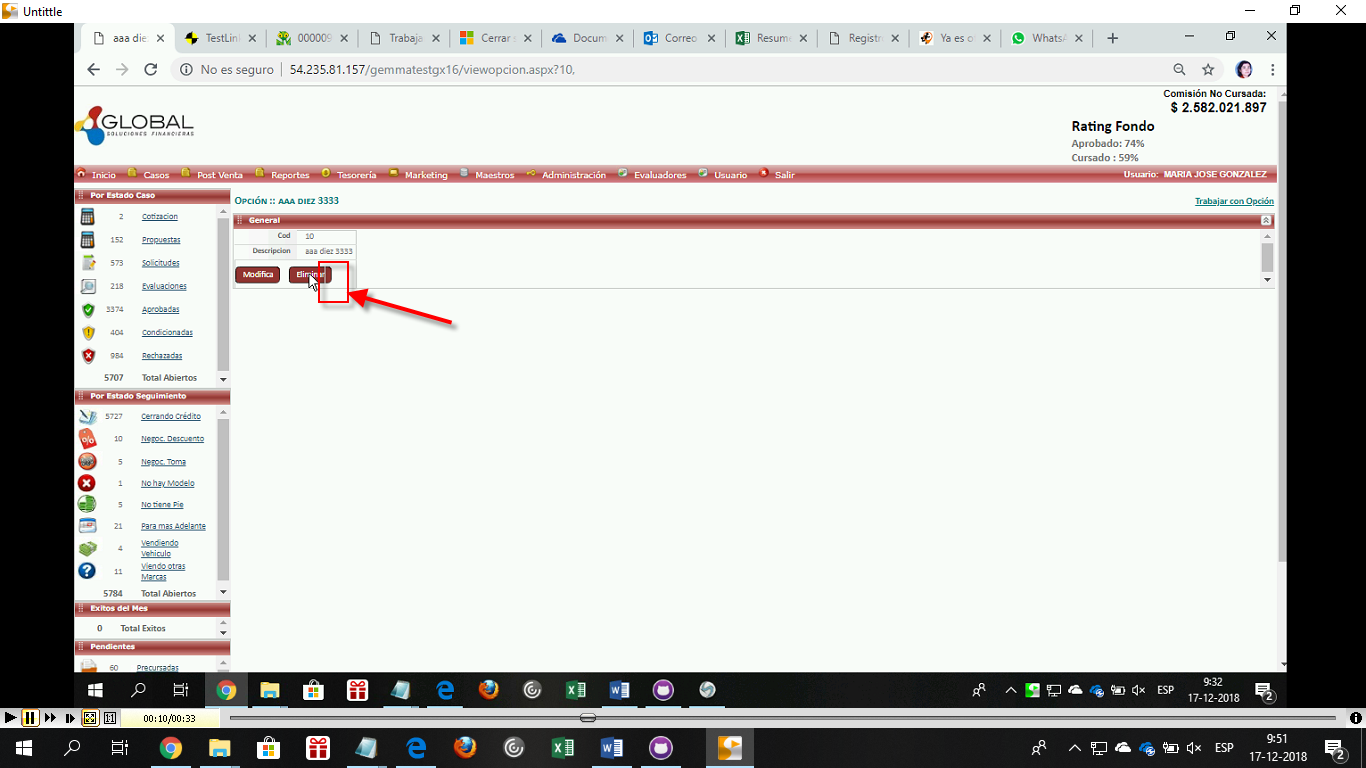 Untittle
aaa die
TestLin
000009
Trabaja
Cerrar s
Docum
Correo
Resume
Registr
Ya es o
WhatsA
No es seguro
54.235.81.157/gemmatestgx16/viewopcion.aspx?10,
GLOBAL
SOLUCIONES FINANCIERAS
Comisión No Cursada:
$ 2.582.021.897
Rating Fondo
Aprobado: 74%
Cursado : 59%
Inicio Casos Post Venta Reportes Tesorería Marketing Maestros Administración Evaluadores Usuario Salir
Usuario: MARIA JOSE GONZALEZ
Por Estado Caso
2 Cotizacion
152 Propuestas
573 Solicitudes
218 Evaluaciones
3374 Aprobadas
404 Condicionadas
984 Rechazadas
5707 Total Abiertos
Por Estado Seguimiento
5727 Cerrando Crédito
10 Negoc. Descuento
5 Negoc. Toma
1 No hay Modelo
5 No tiene Pie
21 Para mas Adelante
4 Vendiendo
Vehiculo
11 Viendo otras
Marcas
5784 Total Abiertos
Exitos del Mes
0 Total Exitos
Pendientes
60 Precursadas
OPCIÓN :: AAA DIEZ 3333
Trabajar con Opción
General
Cod 10
Descripcion aaa diez 3333
Modifica Eliminar
ESP
9:32
17-12-2018
2
00:10/00:33
ESP
9:51
17-12-2018
2